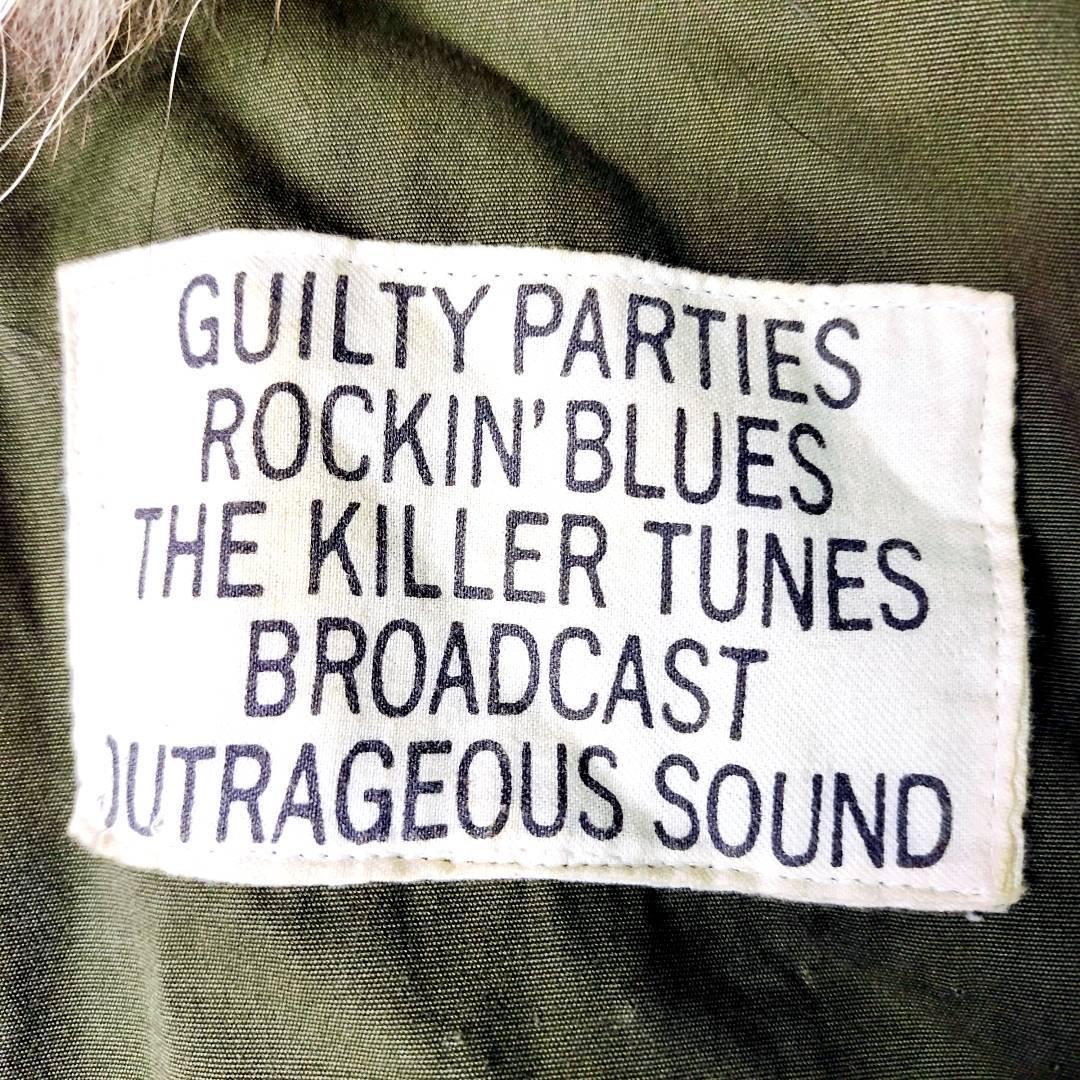 GUILTY PARTIES
ROCKIN' BLUES
THE KILLER TUNES
BROADCAST
OUTRAGEOUS SOUND